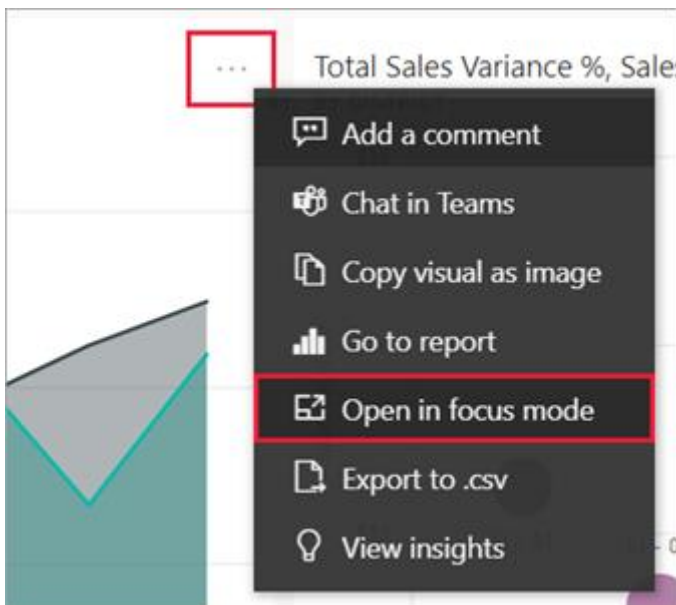 ...
Total Sales Variance %, Sales
Add a comment
Chat in Teams
Copy visual as image
Go to report
Open in focus mode
Export to .csv
View insights